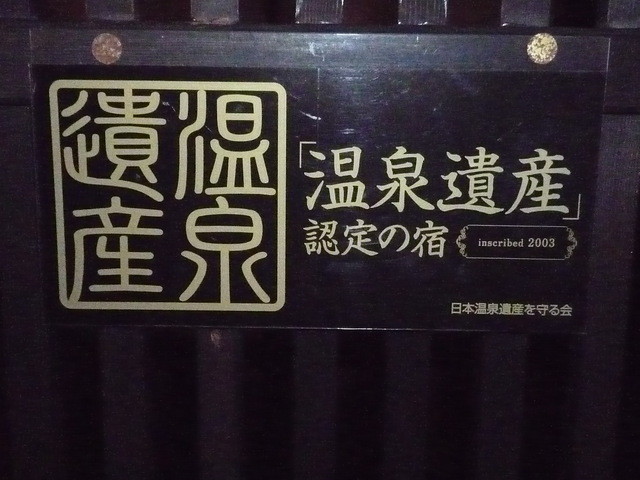 温泉
遺産
「温泉遺産」
認定の宿
inscribed 2003
日本温泉遺産を守る会